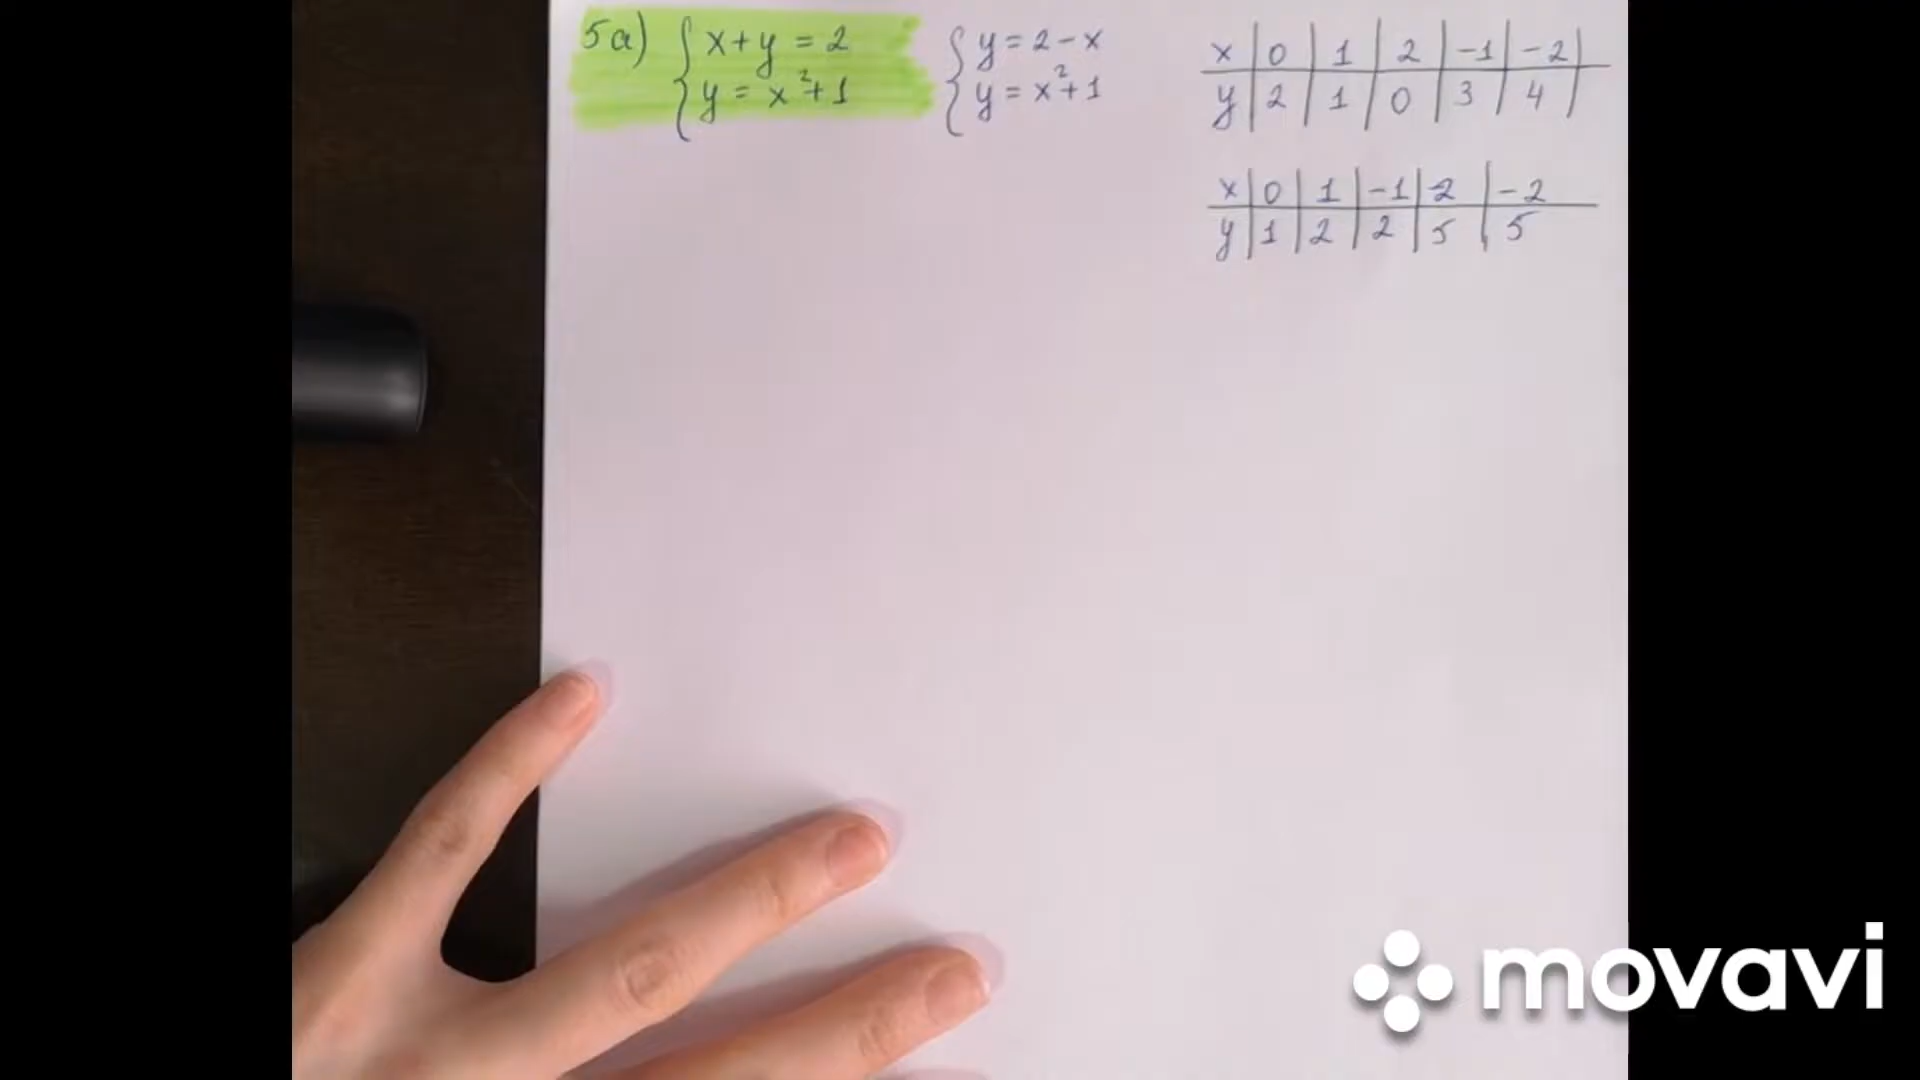 5a) { x + y = 2 { y = 2 - x
y = x² + 1 y = x² + 1
x | 0 | 1 | 2 | -1 | -2 |
y | 2 | 1 | 0 | 3 | 4 |
x | 0 | 1 | -1 | 2 | -2
y | 1 | 2 | 2 | 5 | 5
movavi